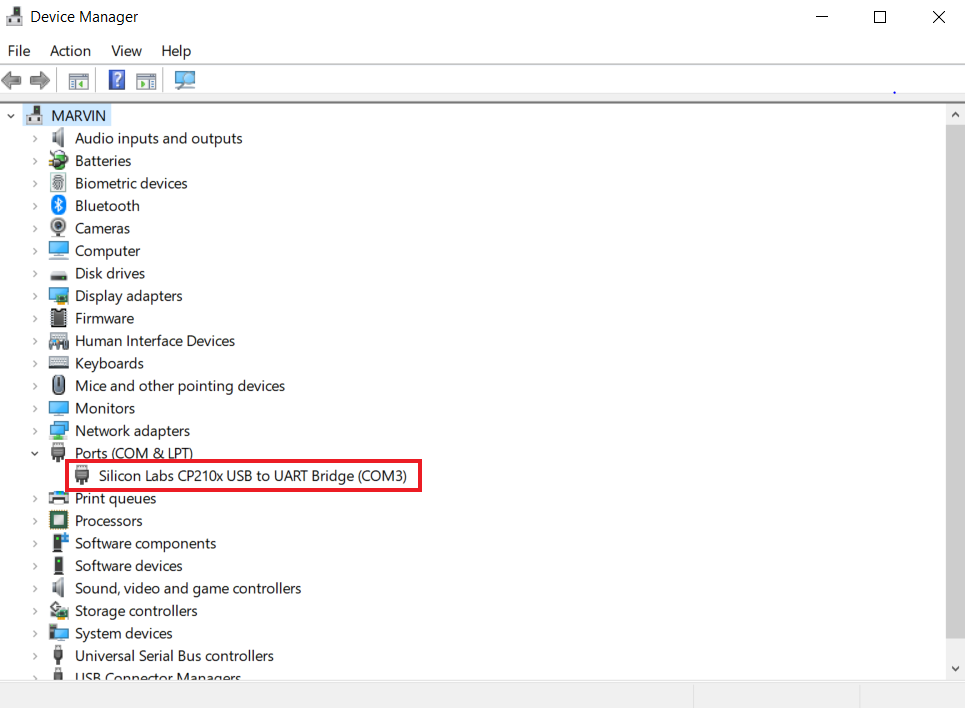 Device Manager
File Action View Help
MARVIN
Audio inputs and outputs
Batteries
Biometric devices
Bluetooth
Cameras
Computer
Disk drives
Display adapters
Firmware
Human Interface Devices
Keyboards
Mice and other pointing devices
Monitors
Network adapters
Ports (COM & LPT)
Silicon Labs CP210x USB to UART Bridge (COM3)
Print queues
Processors
Software components
Software devices
Sound, video and game controllers
Storage controllers
System devices
Universal Serial Bus controllers
USB Connector Managers